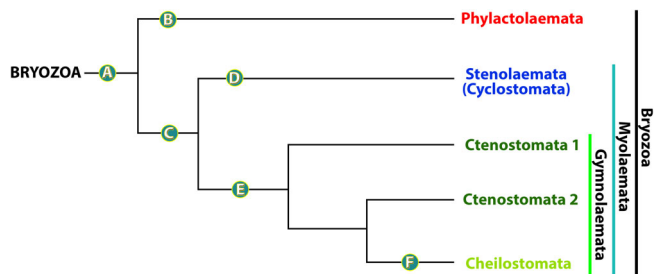 B
Phylactolaemata
BRYOZOA
A
D
Stenolaemata
(Cyclostomata)
C
Ctenostomata 1
E
Ctenostomata 2
F
Cheilostomata
Gymnolaemata
Myolaemata
Bryozoa